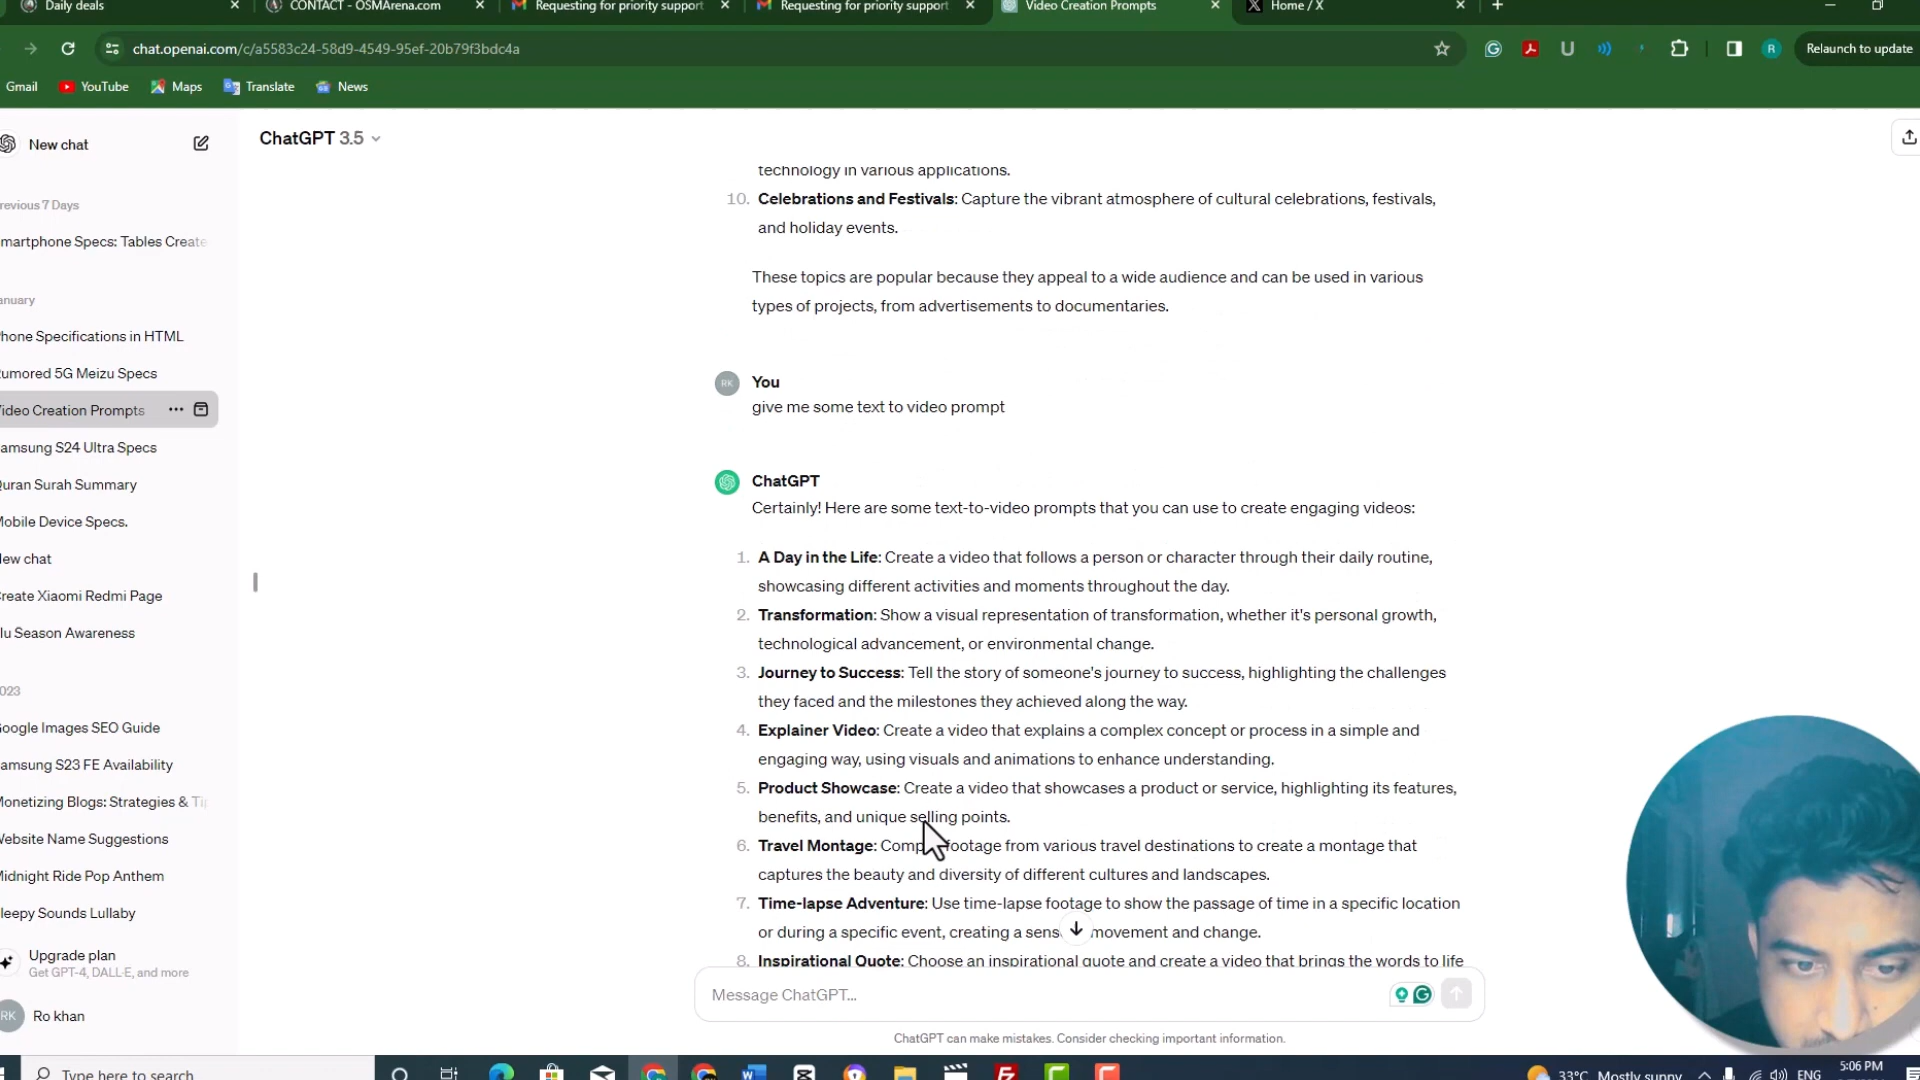 Daily deals
CONTACT - OSMArena.com
Requesting for priority support
Requesting for priority support
Video Creation Prompts
Home / X
chat.openai.com/c/a5583c24-58d9-4549-95ef-20b79f3bdc4a
Relaunch to update
Gmail
YouTube
Maps
Translate
News
New chat
ChatGPT 3.5
revious 7 Days
martphone Specs: Tables Create
anuary
hone Specifications in HTML
umored 5G Meizu Specs
ideo Creation Prompts
amsung S24 Ultra Specs
uran Surah Summary
obile Device Specs.
ew chat
reate Xiaomi Redmi Page
lu Season Awareness
023
oogle Images SEO Guide
amsung S23 FE Availability
onetizing Blogs: Strategies & Ti
ebsite Name Suggestions
idnight Ride Pop Anthem
leepy Sounds Lullaby
Upgrade plan
Get GPT-4, DALL·E, and more
RK
Ro khan
technology in various applications.
10. Celebrations and Festivals: Capture the vibrant atmosphere of cultural celebrations, festivals,
and holiday events.
These topics are popular because they appeal to a wide audience and can be used in various
types of projects, from advertisements to documentaries.
RK
You
give me some text to video prompt
ChatGPT
Certainly! Here are some text-to-video prompts that you can use to create engaging videos:
1. A Day in the Life: Create a video that follows a person or character through their daily routine,
showcasing different activities and moments throughout the day.
2. Transformation: Show a visual representation of transformation, whether it's personal growth,
technological advancement, or environmental change.
3. Journey to Success: Tell the story of someone's journey to success, highlighting the challenges
they faced and the milestones they achieved along the way.
4. Explainer Video: Create a video that explains a complex concept or process in a simple and
engaging way, using visuals and animations to enhance understanding.
5. Product Showcase: Create a video that showcases a product or service, highlighting its features,
benefits, and unique selling points.
6. Travel Montage: Comp footage from various travel destinations to create a montage that
captures the beauty and diversity of different cultures and landscapes.
7. Time-lapse Adventure: Use time-lapse footage to show the passage of time in a specific location
or during a specific event, creating a sens movement and change.
8. Inspirational Quote: Choose an inspirational quote and create a video that brings the words to life
Message ChatGPT...
ChatGPT can make mistakes. Consider checking important information.
Type here to search
33°C Mostly sunny
ENG
5:06 PM